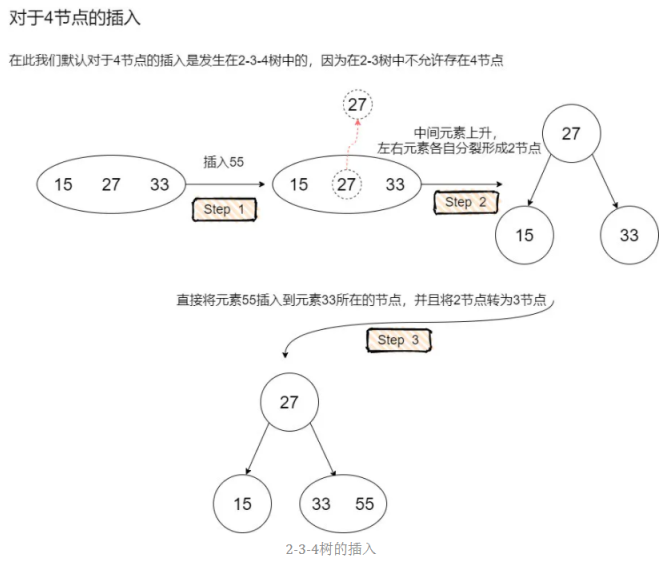 对于4节点的插入
在此我们默认对于4节点的插入是发生在2-3-4树中的，因为在2-3树中不允许存在4节点
27
中间元素上升，
左右元素各自分裂形成2节点
27
插入55
15 27 33
15 27 33
Step 1
Step 2
15
33
直接将元素55插入到元素33所在的节点，并且将2节点转为3节点
Step 3
27
15
33 55
2-3-4树的插入